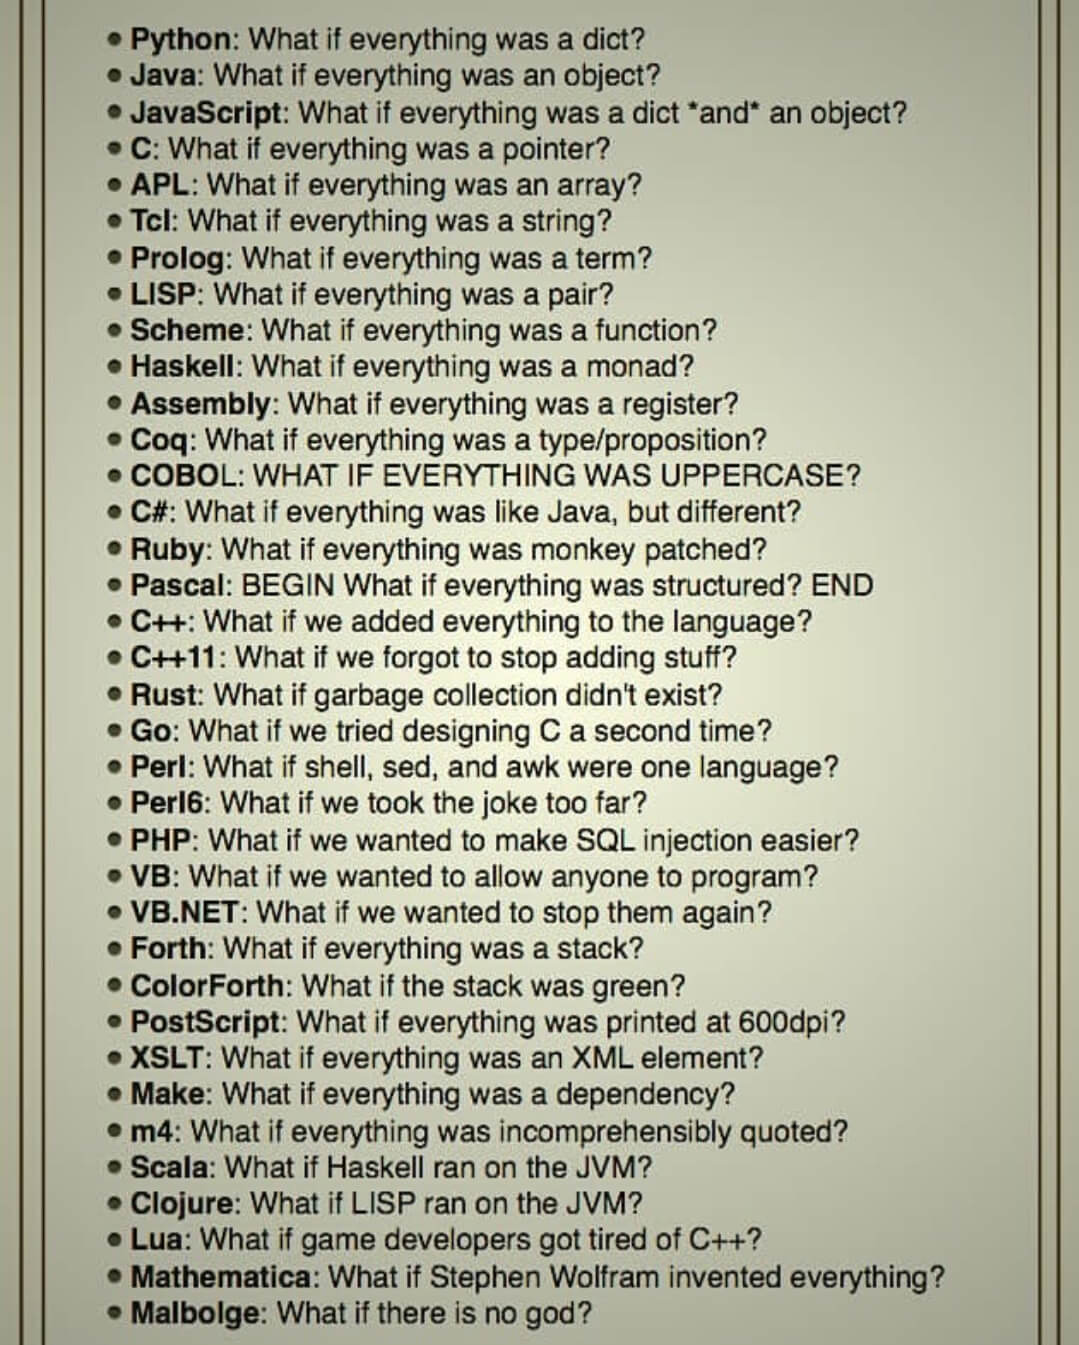 • Python: What if everything was a dict?
• Java: What if everything was an object?
• JavaScript: What if everything was a dict *and* an object?
• C: What if everything was a pointer?
• APL: What if everything was an array?
• Tcl: What if everything was a string?
• Prolog: What if everything was a term?
• LISP: What if everything was a pair?
• Scheme: What if everything was a function?
• Haskell: What if everything was a monad?
• Assembly: What if everything was a register?
• Coq: What if everything was a type/proposition?
• COBOL: WHAT IF EVERYTHING WAS UPPERCASE?
• C#: What if everything was like Java, but different?
• Ruby: What if everything was monkey patched?
• Pascal: BEGIN What if everything was structured? END
• C++: What if we added everything to the language?
• C++11: What if we forgot to stop adding stuff?
• Rust: What if garbage collection didn't exist?
• Go: What if we tried designing C a second time?
• Perl: What if shell, sed, and awk were one language?
• Perl6: What if we took the joke too far?
• PHP: What if we wanted to make SQL injection easier?
• VB: What if we wanted to allow anyone to program?
• VB.NET: What if we wanted to stop them again?
• Forth: What if everything was a stack?
• ColorForth: What if the stack was green?
• PostScript: What if everything was printed at 600dpi?
• XSLT: What if everything was an XML element?
• Make: What if everything was a dependency?
• m4: What if everything was incomprehensibly quoted?
• Scala: What if Haskell ran on the JVM?
• Clojure: What if LISP ran on the JVM?
• Lua: What if game developers got tired of C++?
• Mathematica: What if Stephen Wolfram invented everything?
• Malbolge: What if there is no god?